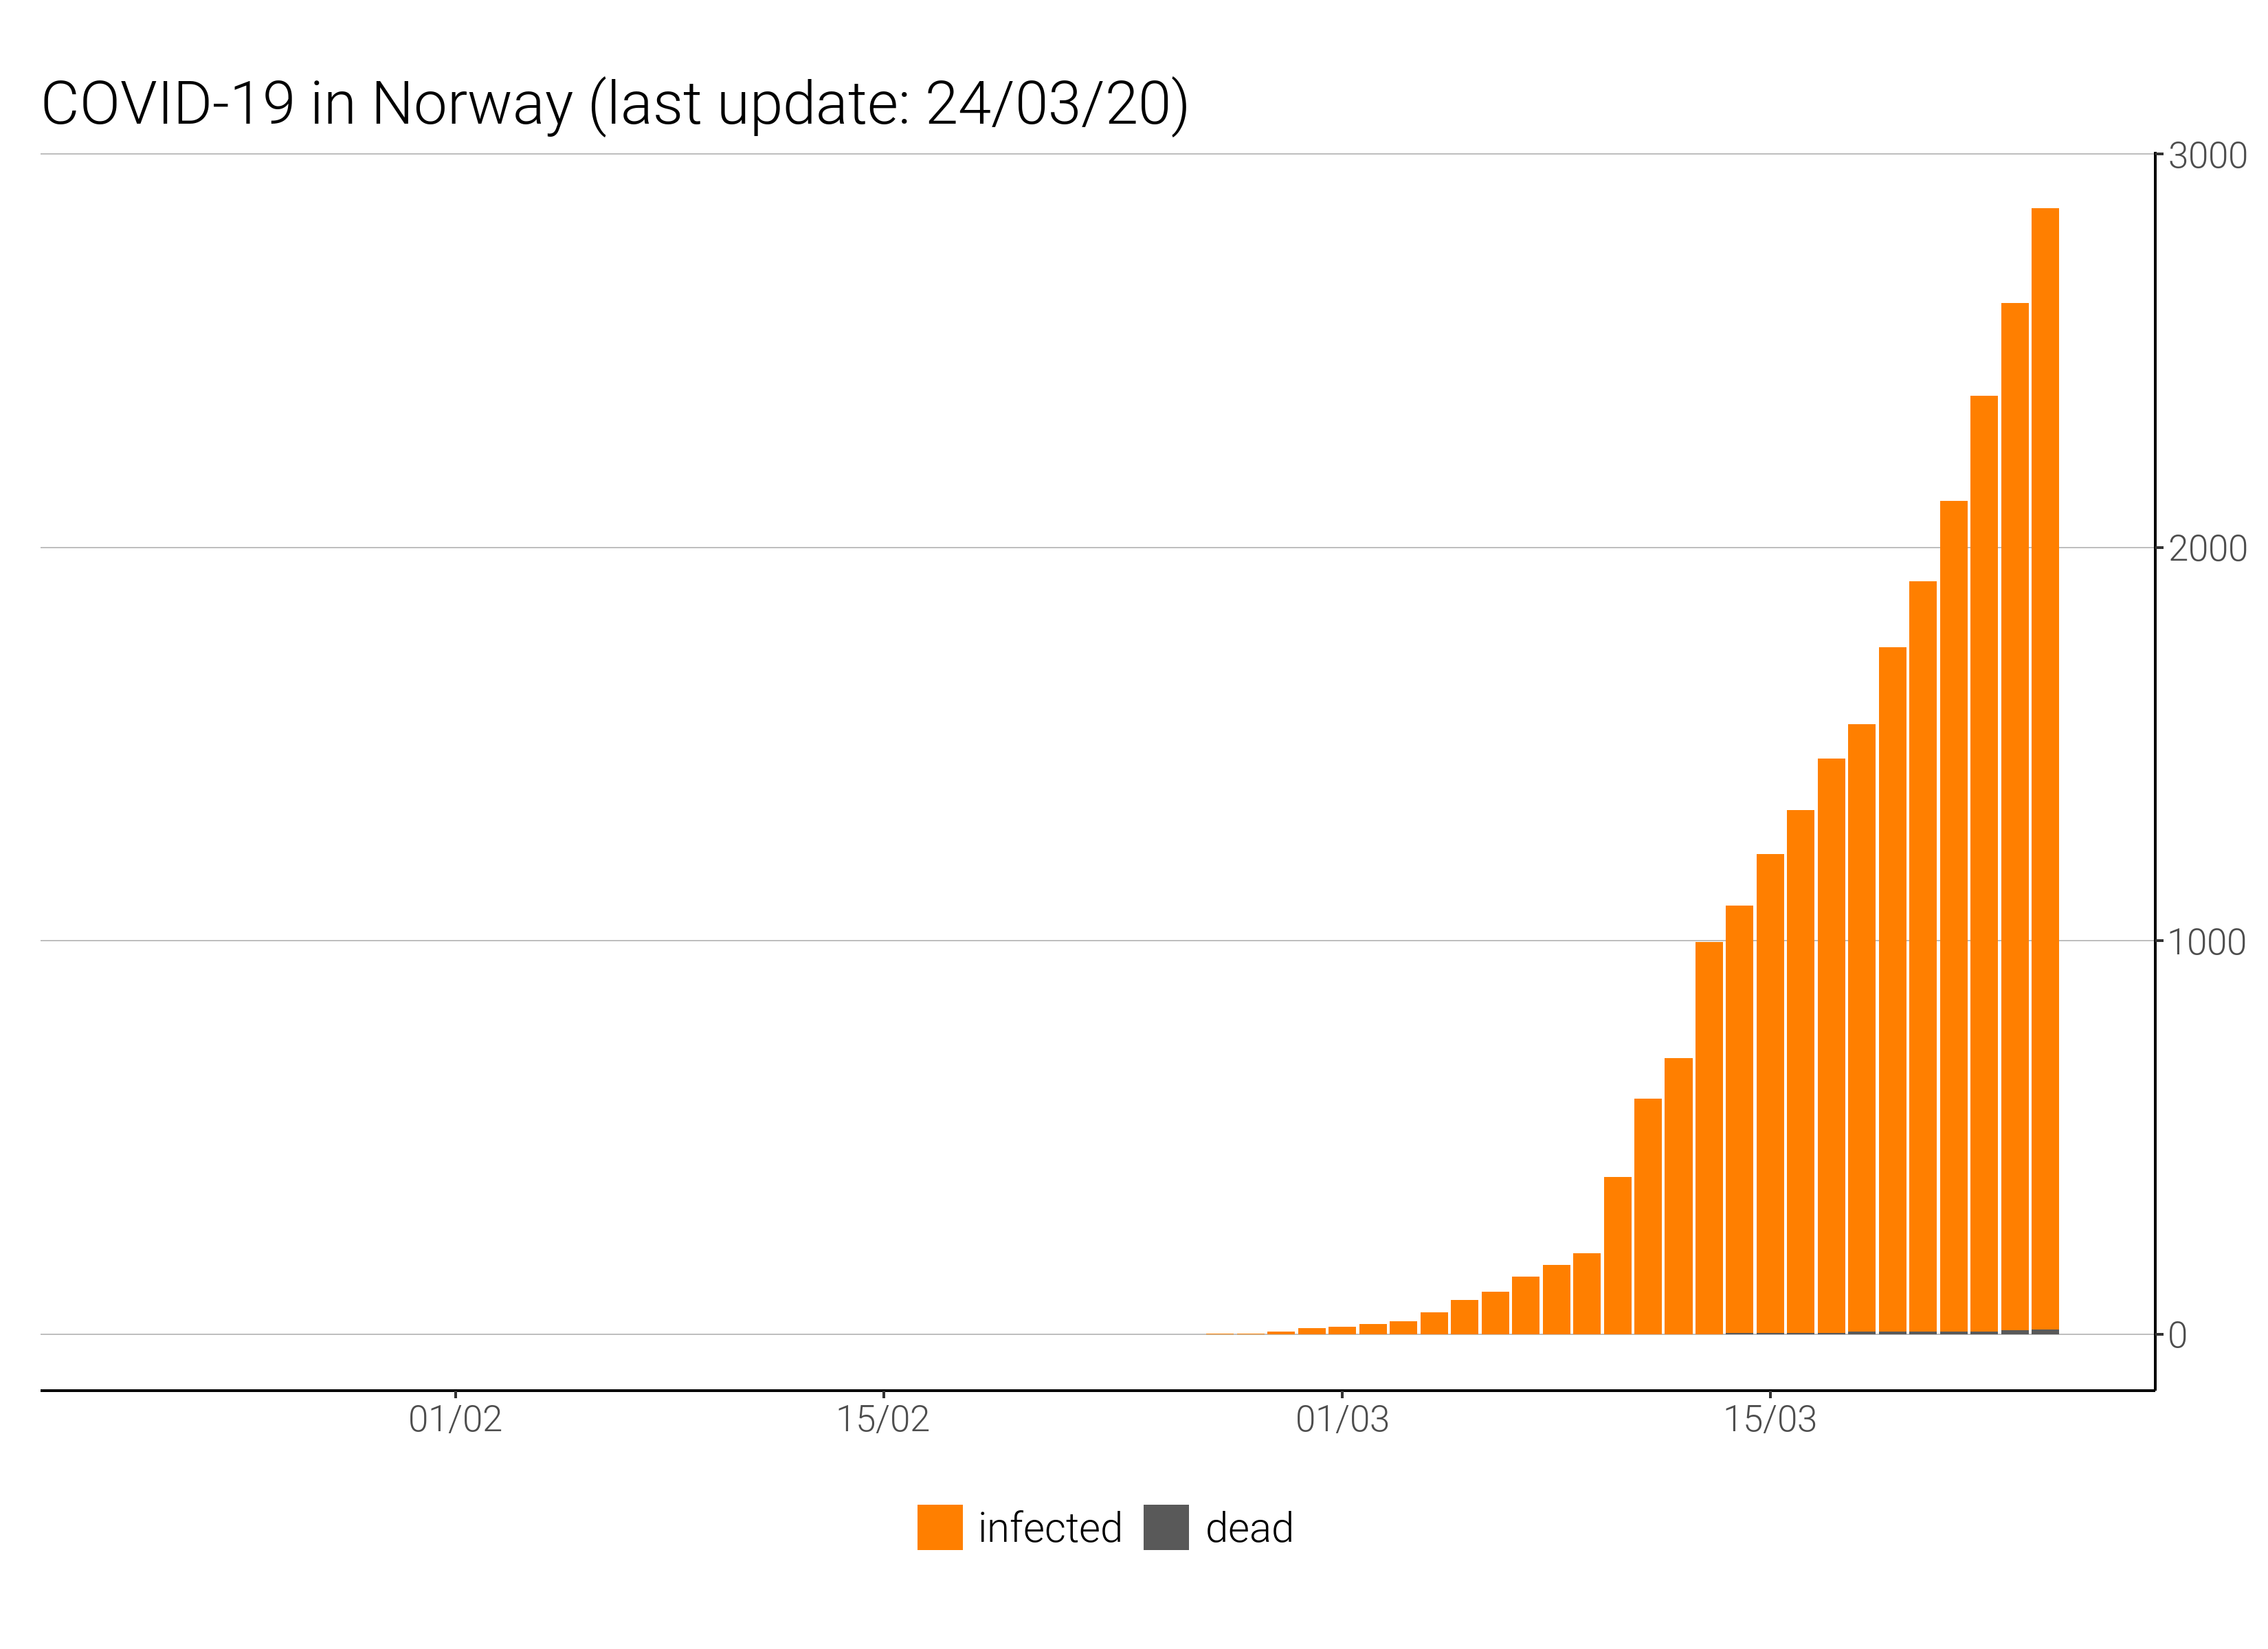 COVID-19 in Norway (last update: 24/03/20)
3000
2000
1000
0
01/02 15/02 01/03 15/03
infected dead